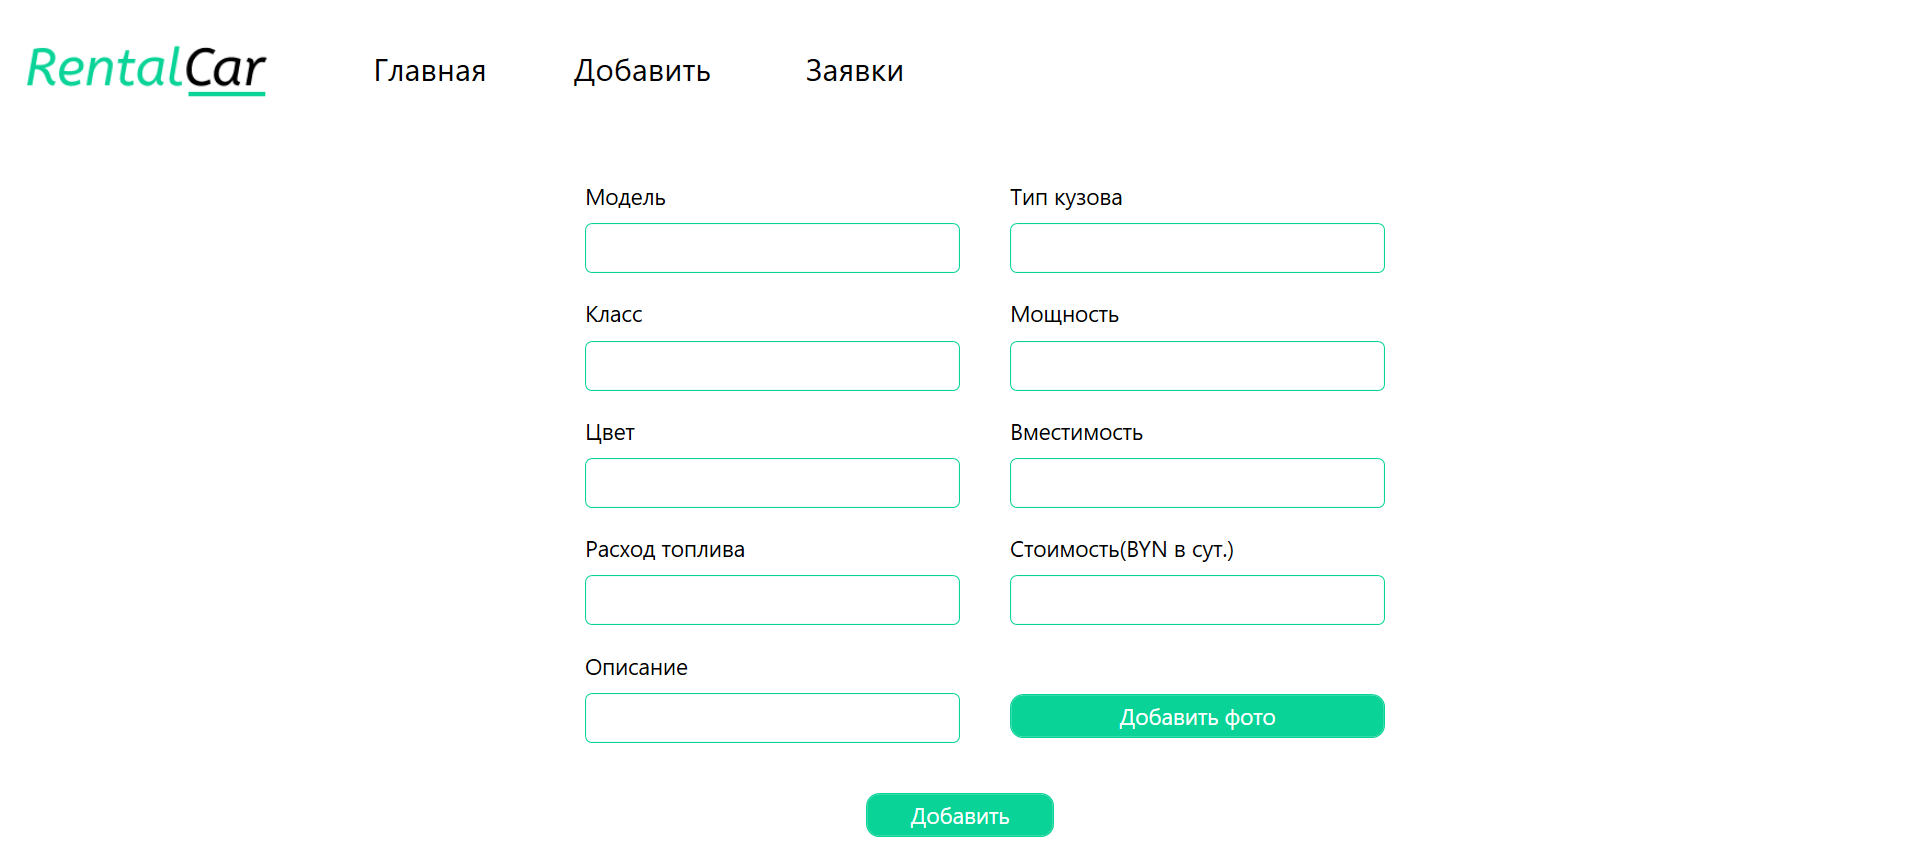 RentalCar Главная Добавить Заявки
Модель Тип кузова
Класс Мощность
Цвет Вместимость
Расход топлива Стоимость(BYN в сут.)
Описание
Добавить фото
Добавить